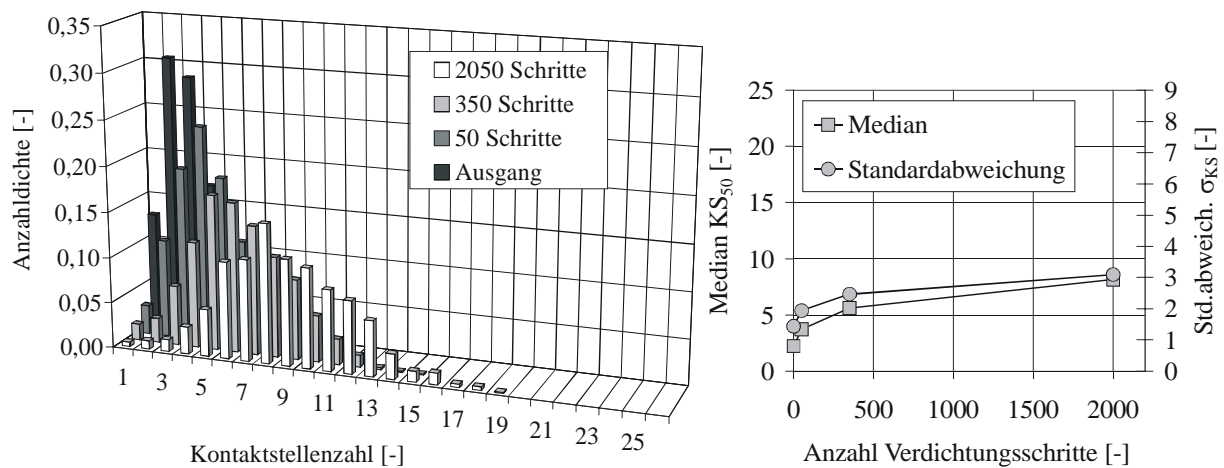 0,35
0,30
0,25
0,20
0,15
0,10
0,05
0,00
Anzahldichte [-]
2050 Schritte
350 Schritte
50 Schritte
Ausgang
1 3 5 7 9 11 13 15 17 19 21 23 25
Kontaktstellenzahl [-]
25
20
15
10
5
0
Median KS50 [-]
Median
Standardabweichung
9
8
7
6
5
4
3
2
1
0
Std.abweich. σKS [-]
0 500 1000 1500 2000
Anzahl Verdichtungsschritte [-]